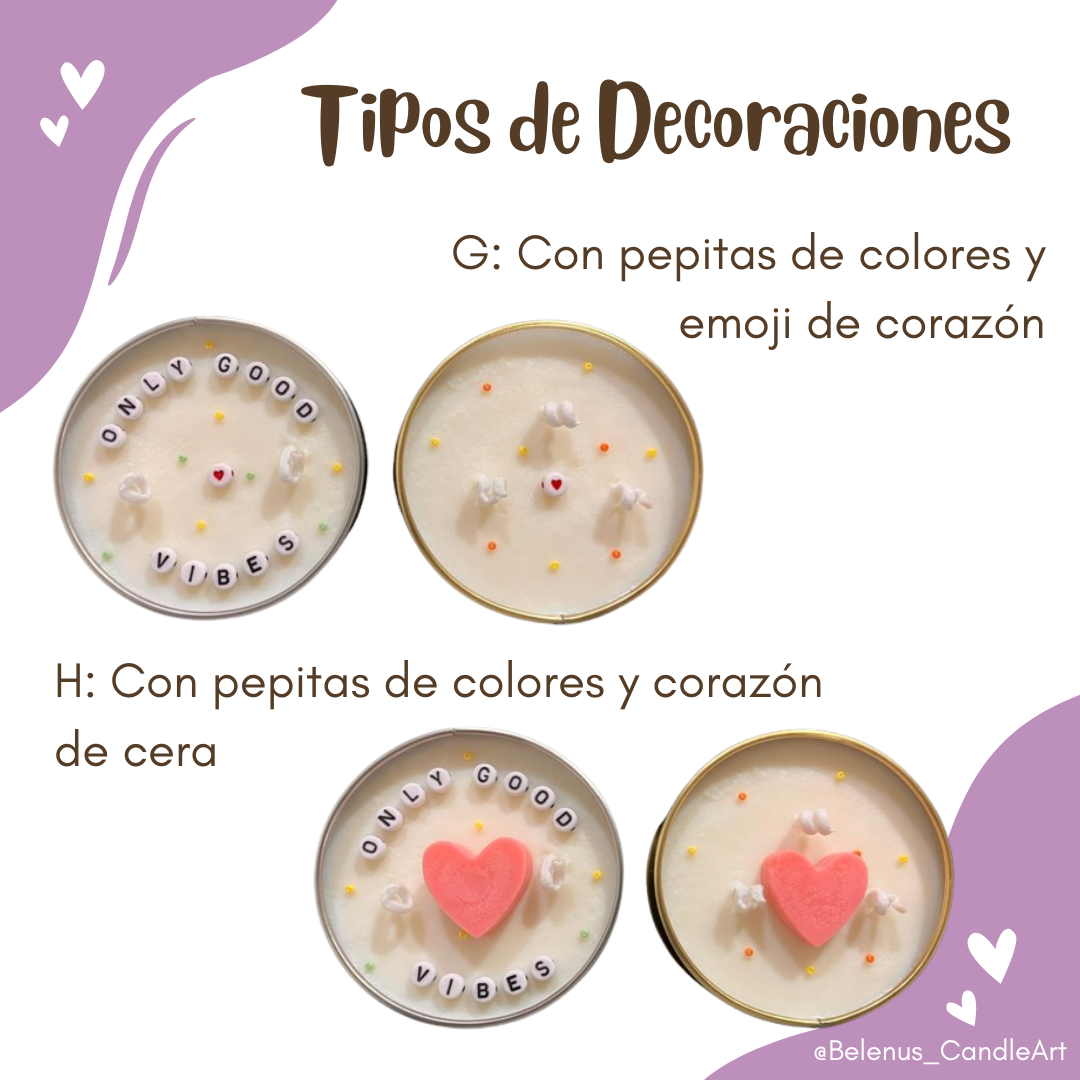 Tipos de Decoraciones
G: Con pepitas de colores y
emoji de corazón
ONLY GOOD
VIBES
H: Con pepitas de colores y corazón
de cera
ONLY GOOD
VIBES
@Belenus_CandleArt